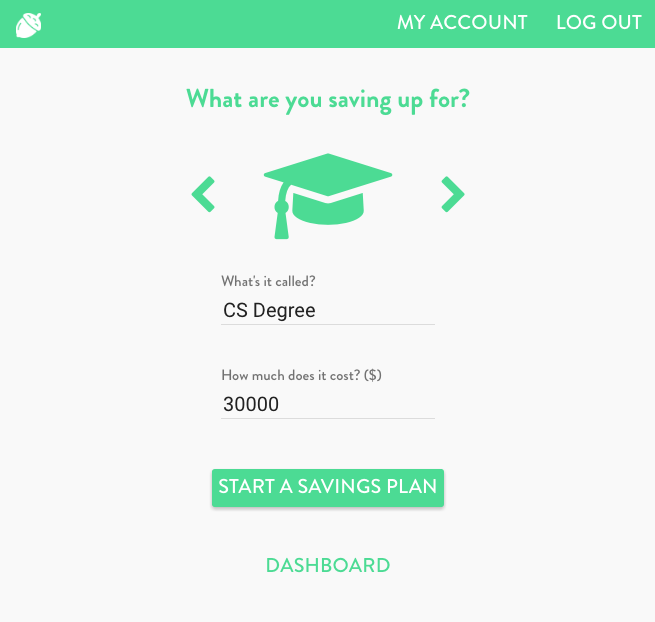 MY ACCOUNT LOG OUT
What are you saving up for?
What's it called?
CS Degree
How much does it cost? ($)
30000
START A SAVINGS PLAN
DASHBOARD